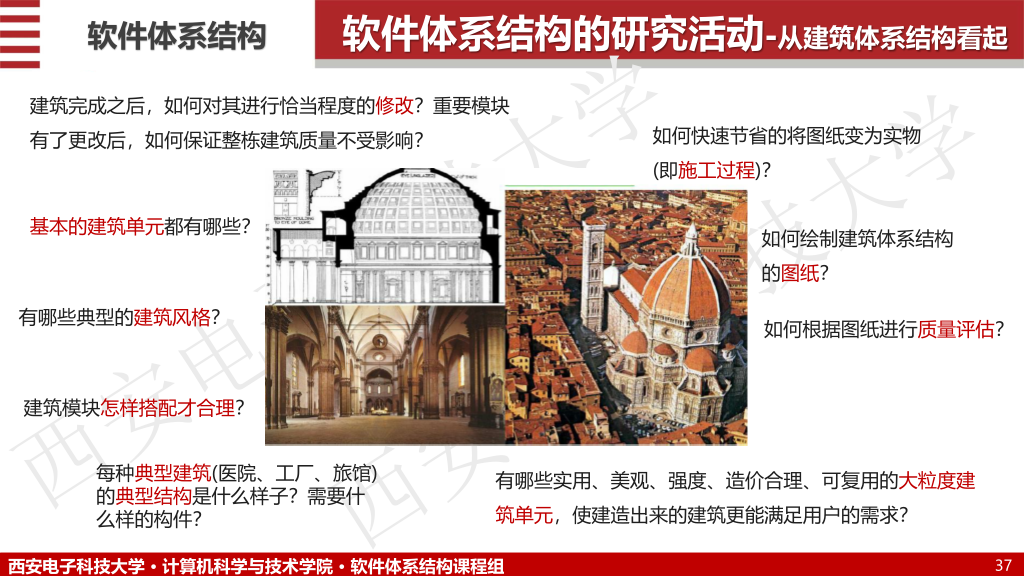 软件体系结构
软件体系结构的研究活动-从建筑体系结构看起
建筑完成之后，如何对其进行恰当程度的修改？重要模块
有了更改后，如何保证整栋建筑质量不受影响？
如何快速节省的将图纸变为实物
(即施工过程)？
基本的建筑单元都有哪些？
如何绘制建筑体系结构
的图纸？
有哪些典型的建筑风格？
如何根据图纸进行质量评估？
建筑模块怎样搭配才合理？
每种典型建筑(医院、工厂、旅馆)
的典型结构是什么样子？需要什
么样的构件？
有哪些实用、美观、强度、造价合理、可复用的大粒度建
筑单元，使建造出来的建筑更能满足用户的需求？
西安电子科技大学
西安电子科技大学·计算机科学与技术学院·软件体系结构课程组
37